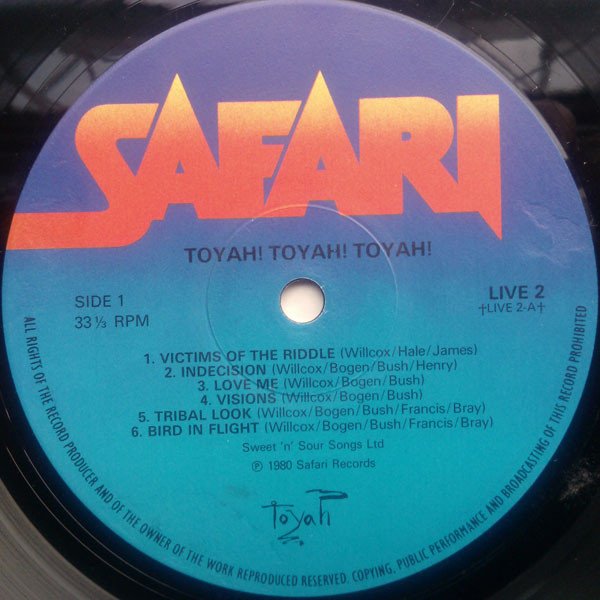 SAFARI
TOYAH! TOYAH! TOYAH!
SIDE 1
33 ⅓ RPM
LIVE 2
†LIVE 2-A†
1. VICTIMS OF THE RIDDLE (Willcox/Hale/James)
2. INDECISION (Willcox/Bogen/Bush/Henry)
3. LOVE ME (Willcox/Bogen/Bush)
4. VISIONS (Willcox/Bogen/Bush)
5. TRIBAL LOOK (Willcox/Bogen/Bush/Francis/Bray)
6. BIRD IN FLIGHT (Willcox/Bogen/Bush/Francis/Bray)
Sweet 'n' Sour Songs Ltd
℗ 1980 Safari Records
toyah
ALL RIGHTS OF THE RECORD PRODUCER AND OF THE OWNER OF THE WORK REPRODUCED RESERVED. COPYING, PUBLIC PERFORMANCE AND BROADCASTING OF THIS RECORD PROHIBITED